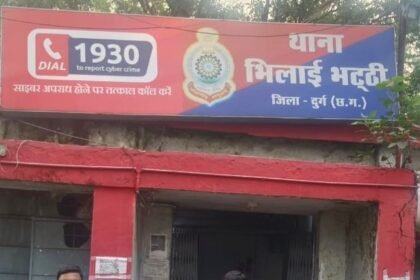 DIAL 1930
to report cyber crime
साइबर अपराध होने पर तत्काल कॉल करें
थाना
भिलाई भट्ठी
जिला - दुर्ग (छ.ग.)